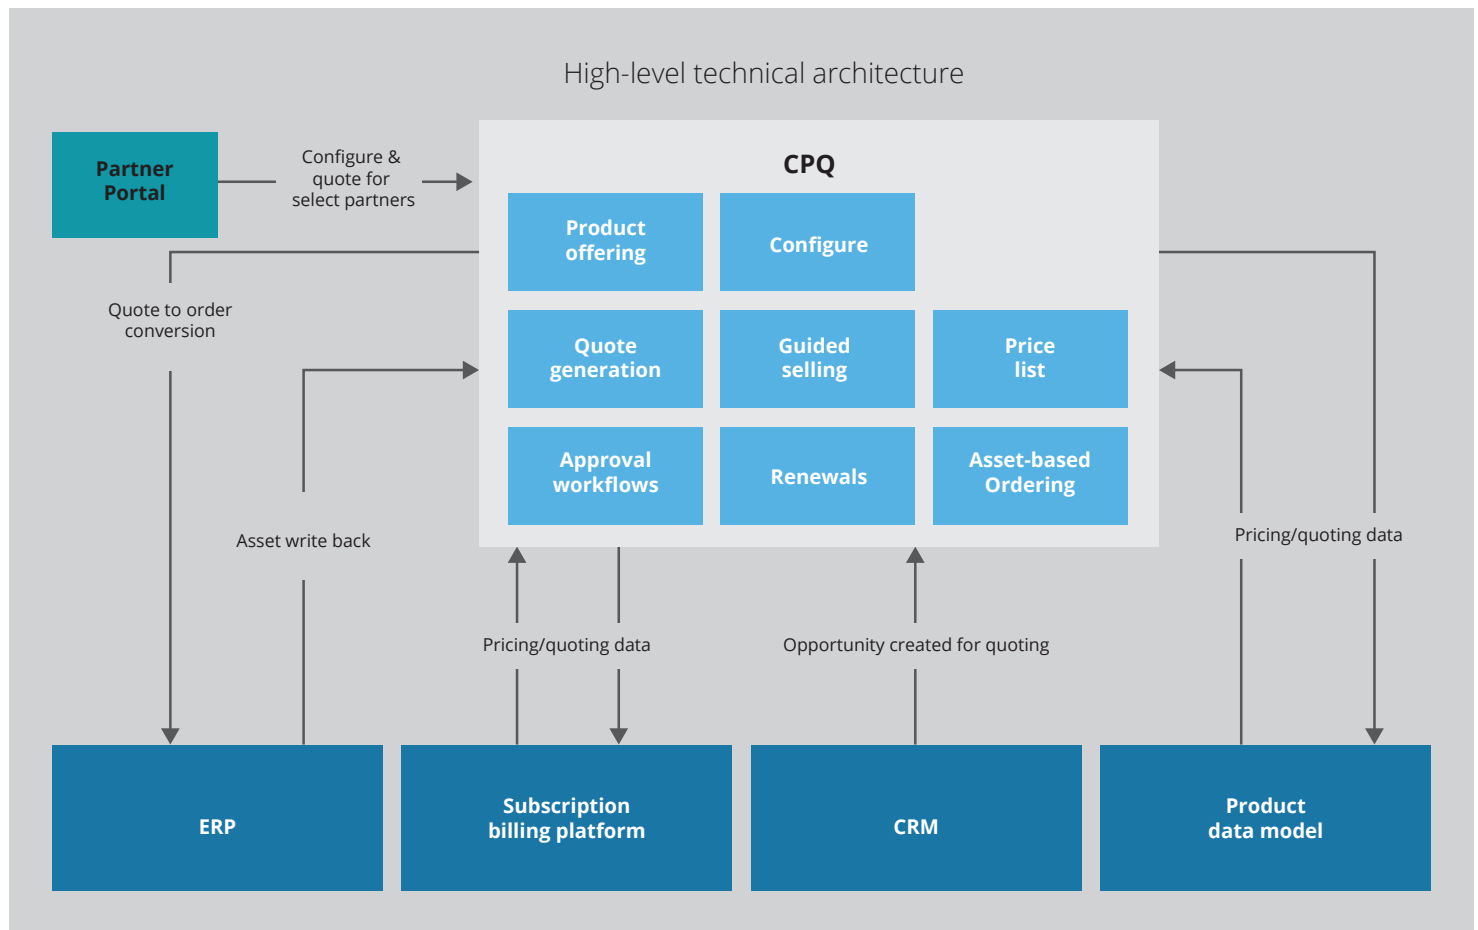 High-level technical architecture
Partner
Portal
Configure &
quote for
select partners
CPQ
Product
offering
Configure
Quote to order
conversion
Quote
generation
Guided
selling
Price
list
Approval
workflows
Renewals
Asset-based
Ordering
Asset write back
Pricing/quoting data
Pricing/quoting data
Opportunity created for quoting
ERP
Subscription
billing platform
CRM
Product
data model